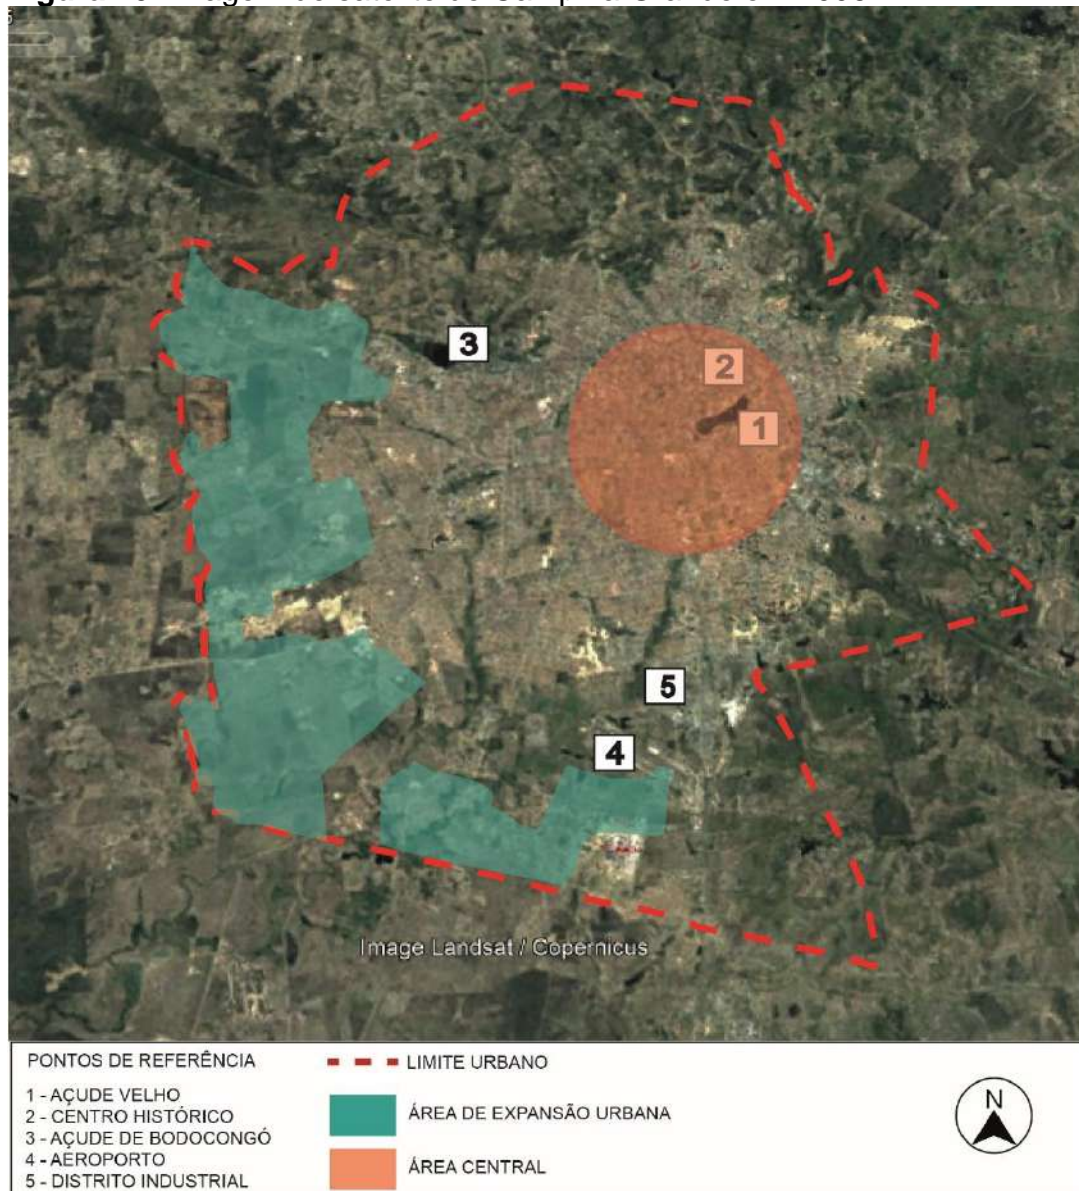 3
2
1
5
4
Image Landsat / Copernicus
PONTOS DE REFERÊNCIA
1 - AÇUDE VELHO
2 - CENTRO HISTÓRICO
3 - AÇUDE DE BODOCONGÓ
4 - AEROPORTO
5 - DISTRITO INDUSTRIAL
LIMITE URBANO
ÁREA DE EXPANSÃO URBANA
ÁREA CENTRAL
N